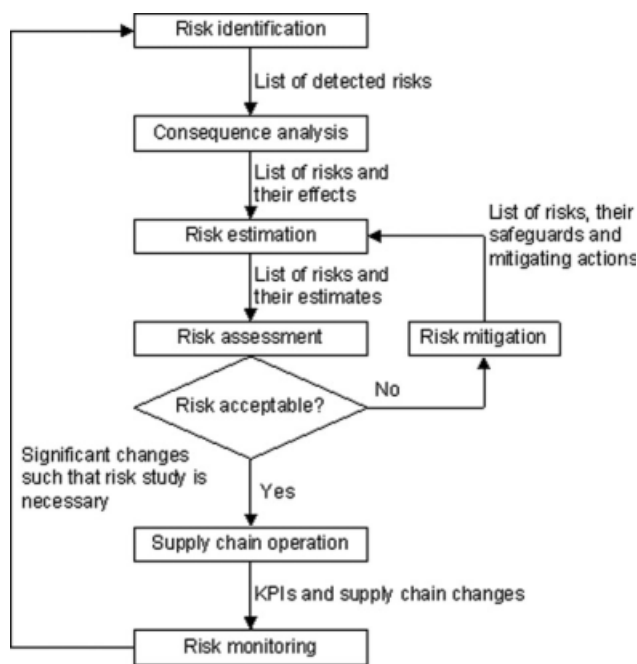 Risk identification
List of detected risks
Consequence analysis
List of risks and
their effects
List of risks, their
safeguards and
mitigating actions
Risk estimation
List of risks and
their estimates
Risk assessment
Risk mitigation
Risk acceptable?
No
Significant changes
such that risk study is
necessary
Yes
Supply chain operation
KPIs and supply chain changes
Risk monitoring